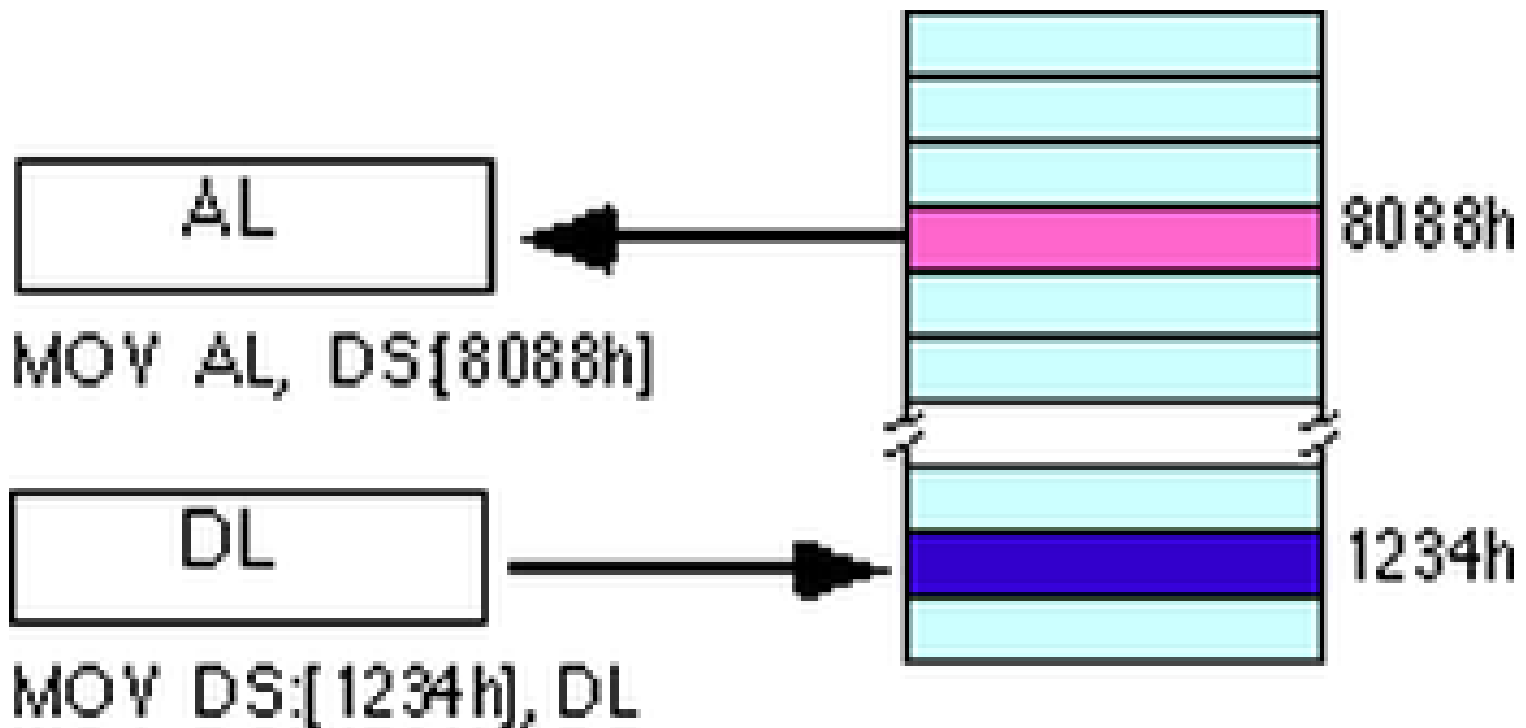 AL
8088h
MOV AL, DS:[8088h]
DL
1234h
MOV DS:[1234h], DL